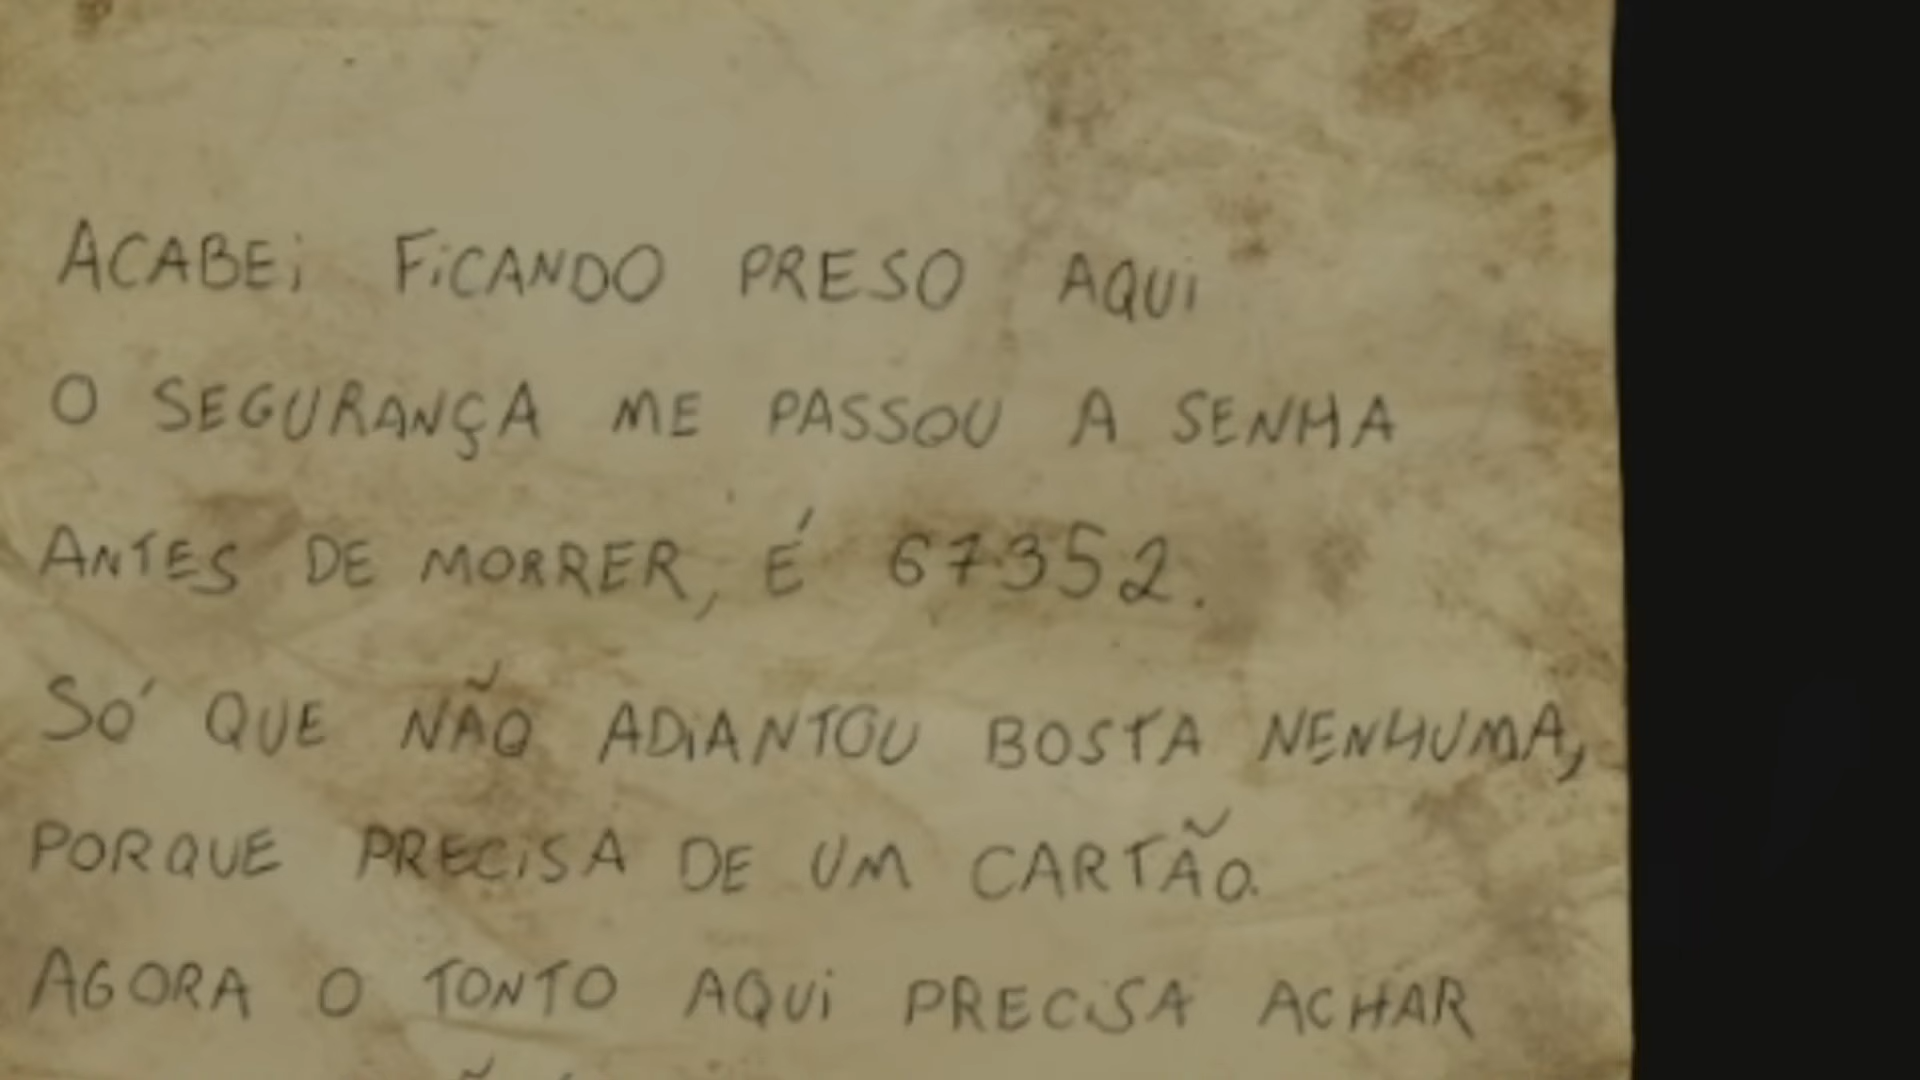 ACABEi FiCANDO PRESO AQUi
O SEGURANÇA ME PASSOU A SENHA
ANTES DE MORRER, É 67352.
SÓ QUE NÃO ADiANTOU BOSTA NENHUMA,
PORQUE PRECiSA DE UM CARTÃO.
AGORA O TONTO AQUi PRECiSA ACHAR